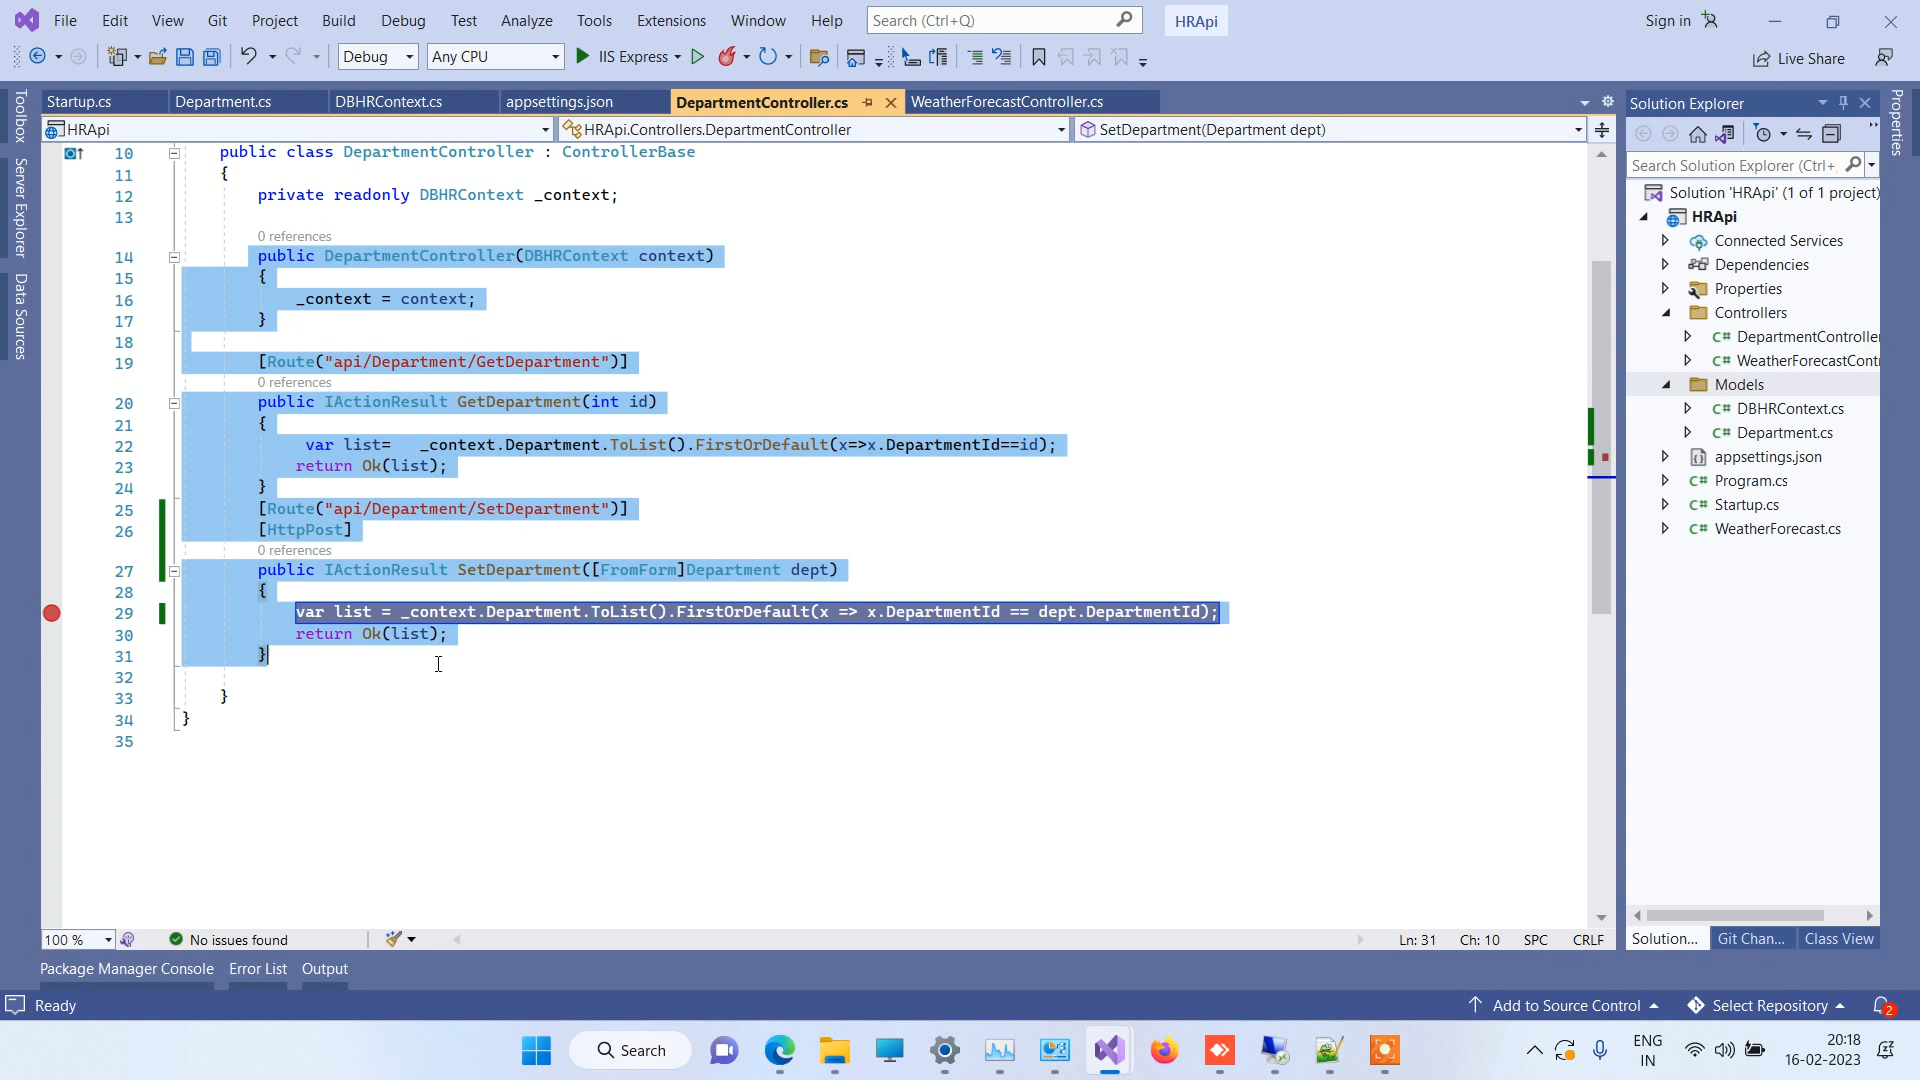 File Edit View Git Project Build Debug Test Analyze Tools Extensions Window Help Search (Ctrl+Q) HRApi Sign in
Debug Any CPU IIS Express Live Share
Startup.cs Department.cs DBHRContext.cs appsettings.json DepartmentController.cs WeatherForecastController.cs
HRApi HRApi.Controllers.DepartmentController SetDepartment(Department dept)
Toolbox
Server Explorer
Data Sources
10 public class DepartmentController : ControllerBase
11 {
12 private readonly DBHRContext _context;
13
0 references
14 public DepartmentController(DBHRContext context)
15 {
16 _context = context;
17 }
18
19 [Route("api/Department/GetDepartment")]
0 references
20 public IActionResult GetDepartment(int id)
21 {
22 var list= _context.Department.ToList().FirstOrDefault(x=>x.DepartmentId==id);
23 return Ok(list);
24 }
25 [Route("api/Department/SetDepartment")]
26 [HttpPost]
0 references
27 public IActionResult SetDepartment([FromForm]Department dept)
28 {
29 var list = _context.Department.ToList().FirstOrDefault(x => x.DepartmentId == dept.DepartmentId);
30 return Ok(list);
31 }
32
33 }
34 }
35
100 % No issues found Ln: 31 Ch: 10 SPC CRLF
Solution Explorer
Search Solution Explorer (Ctrl+
Solution 'HRApi' (1 of 1 project)
HRApi
Connected Services
Dependencies
Properties
Controllers
C# DepartmentController
C# WeatherForecastCont
Models
C# DBHRContext.cs
C# Department.cs
appsettings.json
C# Program.cs
C# Startup.cs
C# WeatherForecast.cs
Solution... Git Chan... Class View
Properties
Package Manager Console Error List Output
Ready Add to Source Control Select Repository 2
Search ENG IN 20:18 16-02-2023